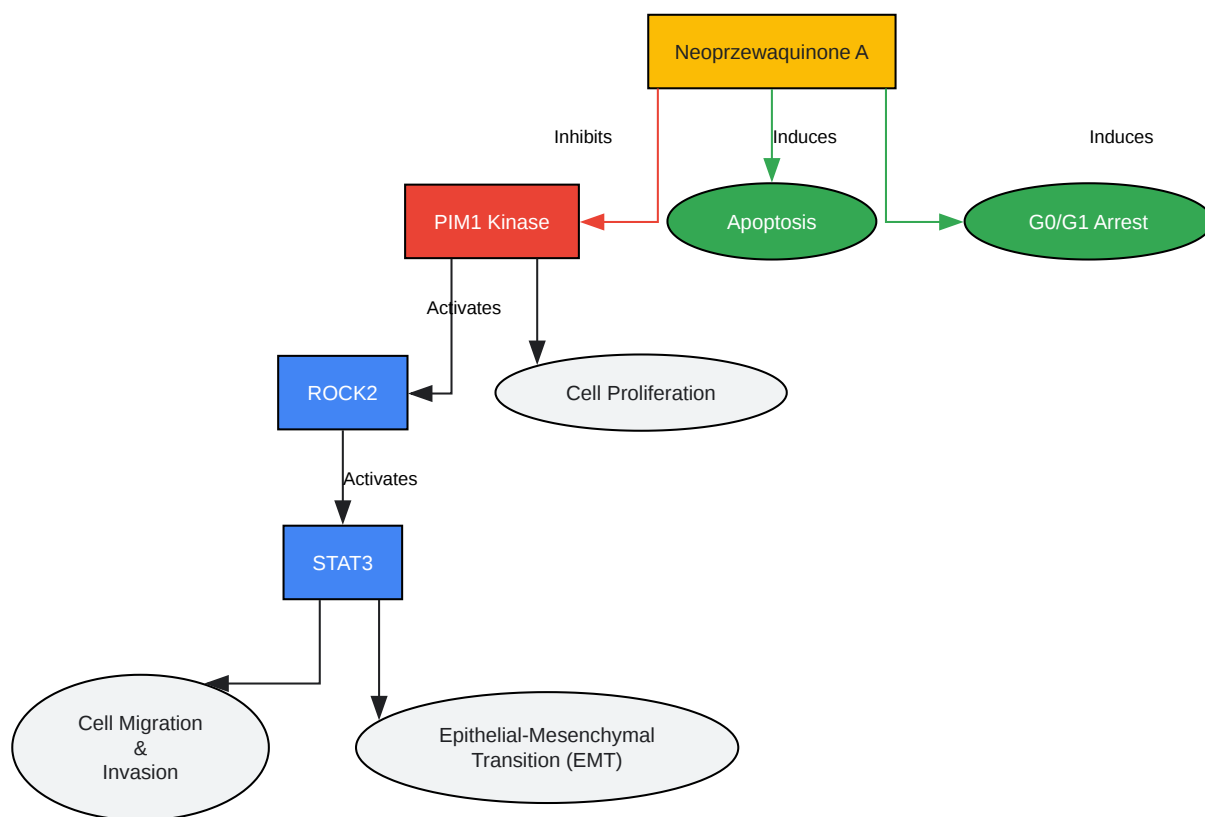 Neoprzewaquinone A
Inhibits
Induces
Induces
PIM1 Kinase
Apoptosis
G0/G1 Arrest
Activates
ROCK2
Cell Proliferation
Activates
STAT3
Cell Migration
&
Invasion
Epithelial-Mesenchymal
Transition (EMT)